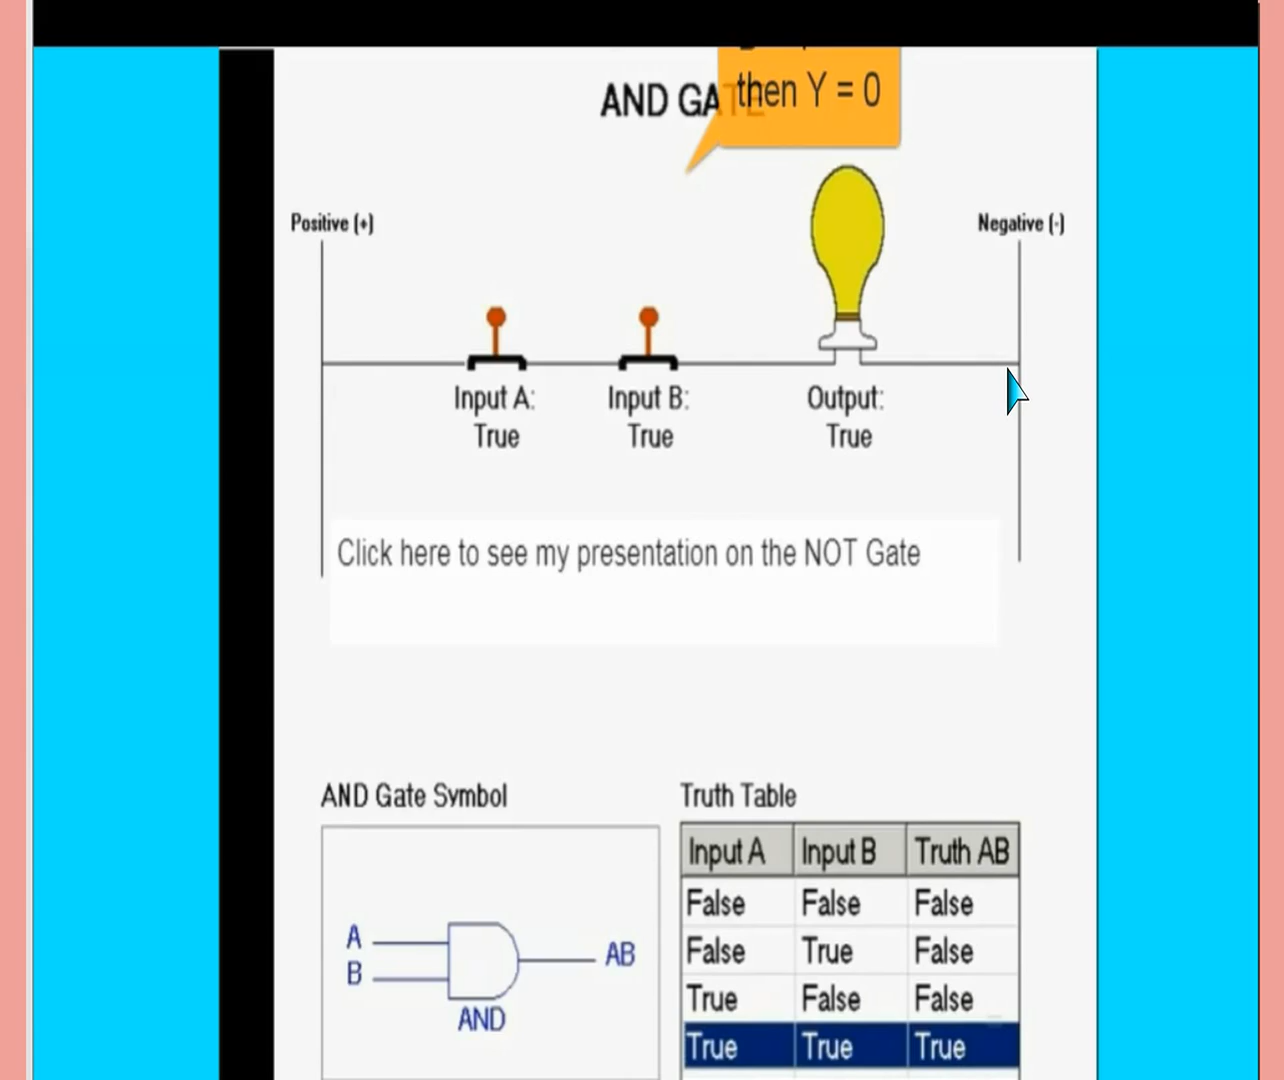 then Y = 0
AND GATE
Positive (+)
Negative (-)
Input A:
True
Input B:
True
Output:
True
Click here to see my presentation on the NOT Gate
AND Gate Symbol
A
B
AB
AND
Truth Table
Input A Input B Truth AB
False False False
False True False
True False False
True True True